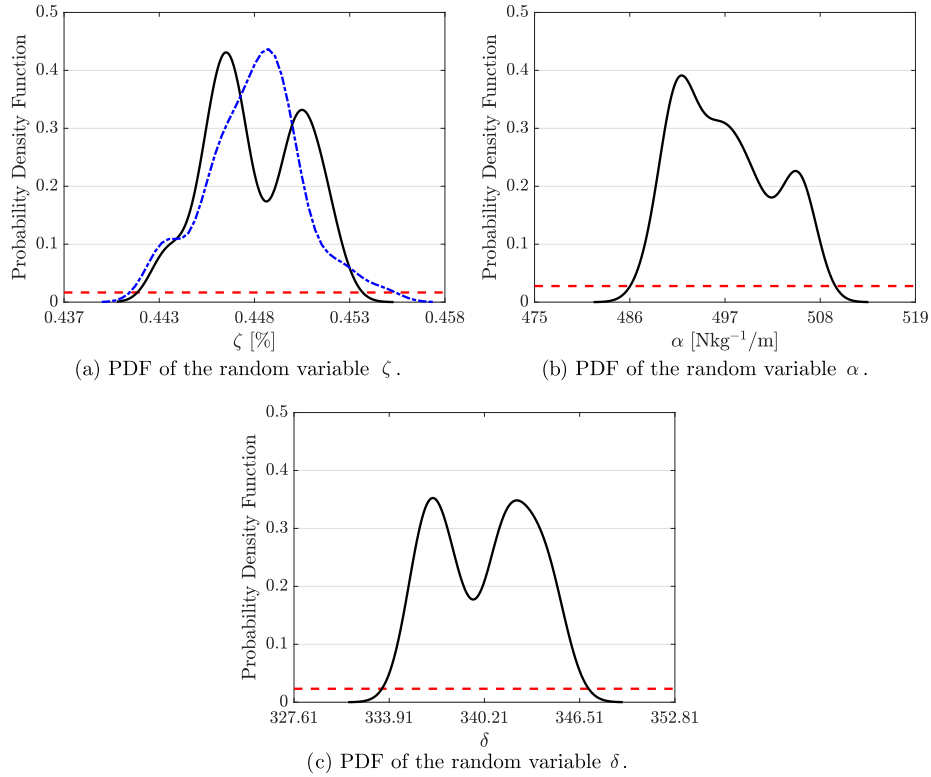 0.5
0.4
0.3
0.2
0.1
0
Probability Density Function
0.437 0.443 0.448 0.453 0.458
ζ [%]
(a) PDF of the random variable ζ.
0.5
0.4
0.3
0.2
0.1
0
Probability Density Function
475 486 497 508 519
α [Nkg⁻¹/m]
(b) PDF of the random variable α.
0.5
0.4
0.3
0.2
0.1
0
Probability Density Function
327.61 333.91 340.21 346.51 352.81
δ
(c) PDF of the random variable δ.